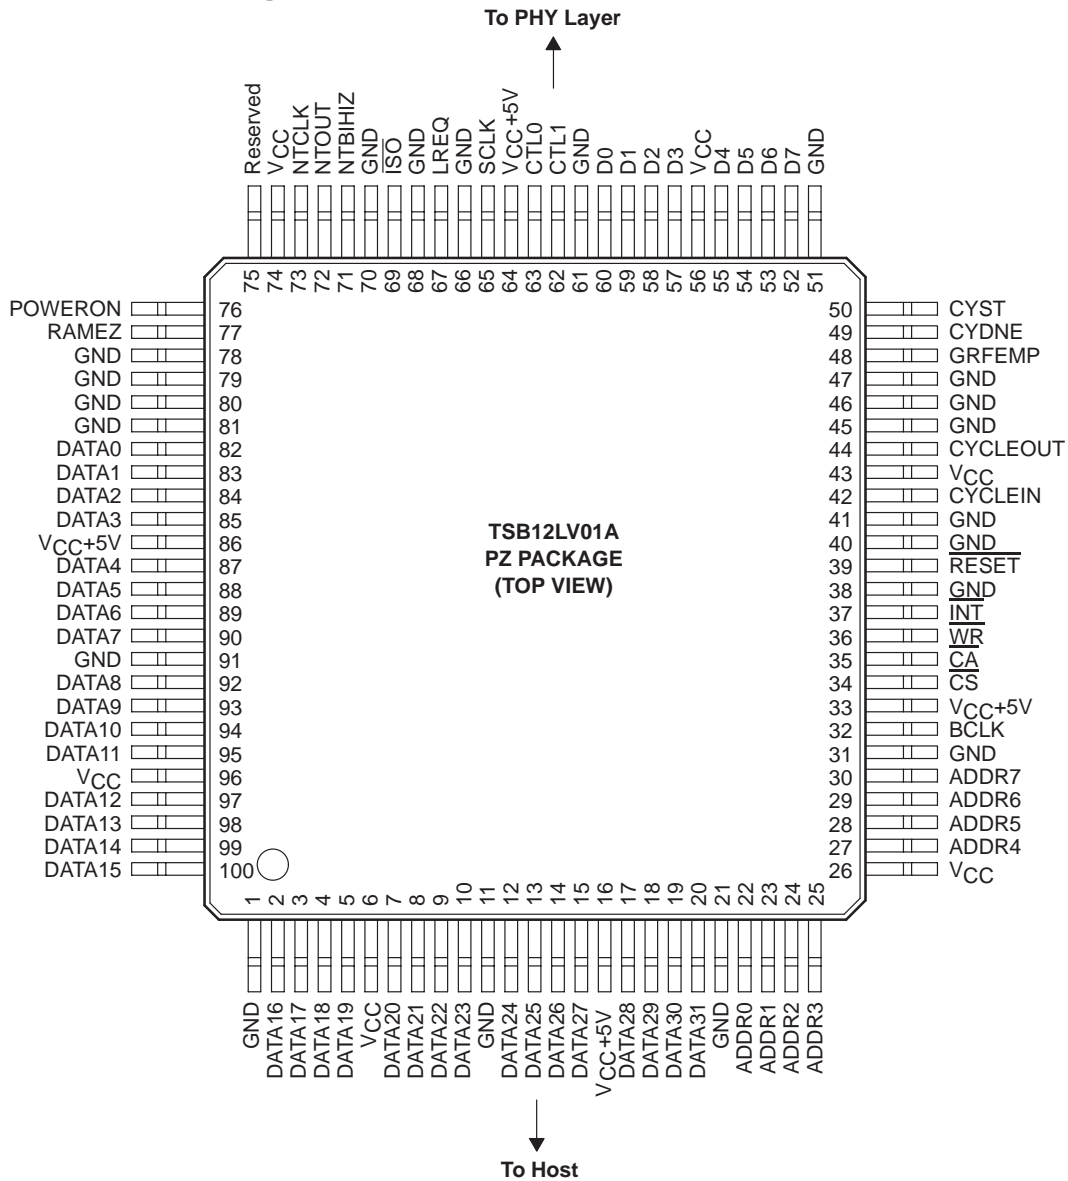 To PHY Layer
Reserved
VCC
NTCLK
NTOUT
NTBIHIZ
GND
ISO
GND
LREQ
GND
SCLK
VCC+5V
CTL0
CTL1
GND
D0
D1
D2
D3
VCC
D4
D5
D6
D7
GND
75 74 73 72 71 70 69 68 67 66 65 64 63 62 61 60 59 58 57 56 55 54 53 52 51
POWERON 76 50 CYST
RAMEZ 77 49 CYDNE
GND 78 48 GRFEMP
GND 79 47 GND
GND 80 46 GND
GND 81 45 GND
DATA0 82 44 CYCLEOUT
DATA1 83 43 VCC
DATA2 84 42 CYCLEIN
DATA3 85 41 GND
VCC+5V 86 40 GND
DATA4 87 39 RESET
DATA5 88 38 GND
DATA6 89 37 INT
DATA7 90 36 WR
GND 91 35 CA
DATA8 92 34 CS
DATA9 93 33 VCC+5V
DATA10 94 32 BCLK
DATA11 95 31 GND
VCC 96 30 ADDR7
DATA12 97 29 ADDR6
DATA13 98 28 ADDR5
DATA14 99 27 ADDR4
DATA15 100 26 VCC
TSB12LV01A
PZ PACKAGE
(TOP VIEW)
1 2 3 4 5 6 7 8 9 10 11 12 13 14 15 16 17 18 19 20 21 22 23 24 25
GND
DATA16
DATA17
DATA18
DATA19
VCC
DATA20
DATA21
DATA22
DATA23
GND
DATA24
DATA25
DATA26
DATA27
VCC+5V
DATA28
DATA29
DATA30
DATA31
GND
ADDR0
ADDR1
ADDR2
ADDR3
To Host